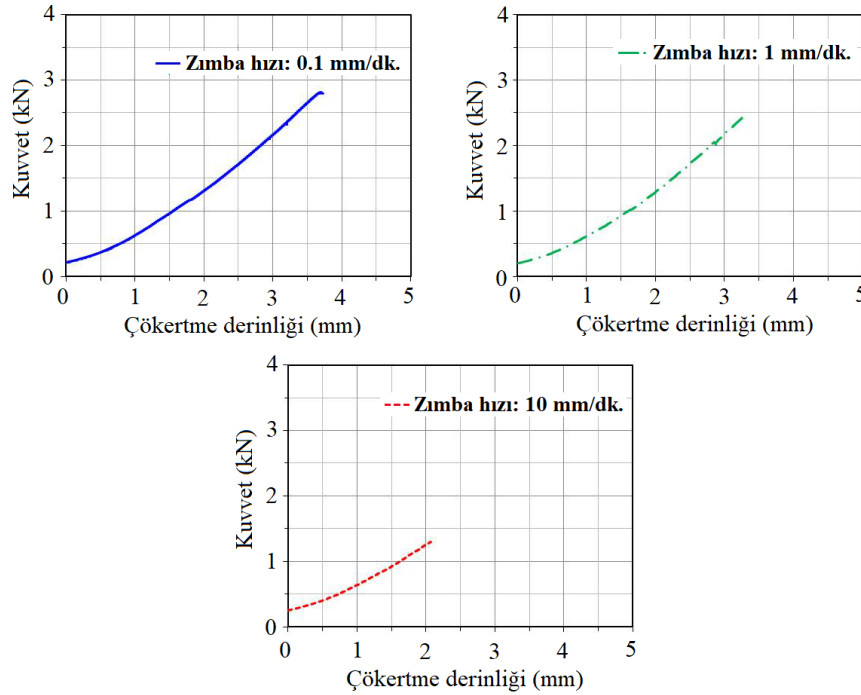 4
3
2
1
0
Kuvvet (kN)
Zımba hızı: 0.1 mm/dk.
0 1 2 3 4 5
Çökertme derinliği (mm)
4
3
2
1
0
Kuvvet (kN)
Zımba hızı: 1 mm/dk.
0 1 2 3 4 5
Çökertme derinliği (mm)
4
3
2
1
0
Kuvvet (kN)
Zımba hızı: 10 mm/dk.
0 1 2 3 4 5
Çökertme derinliği (mm)